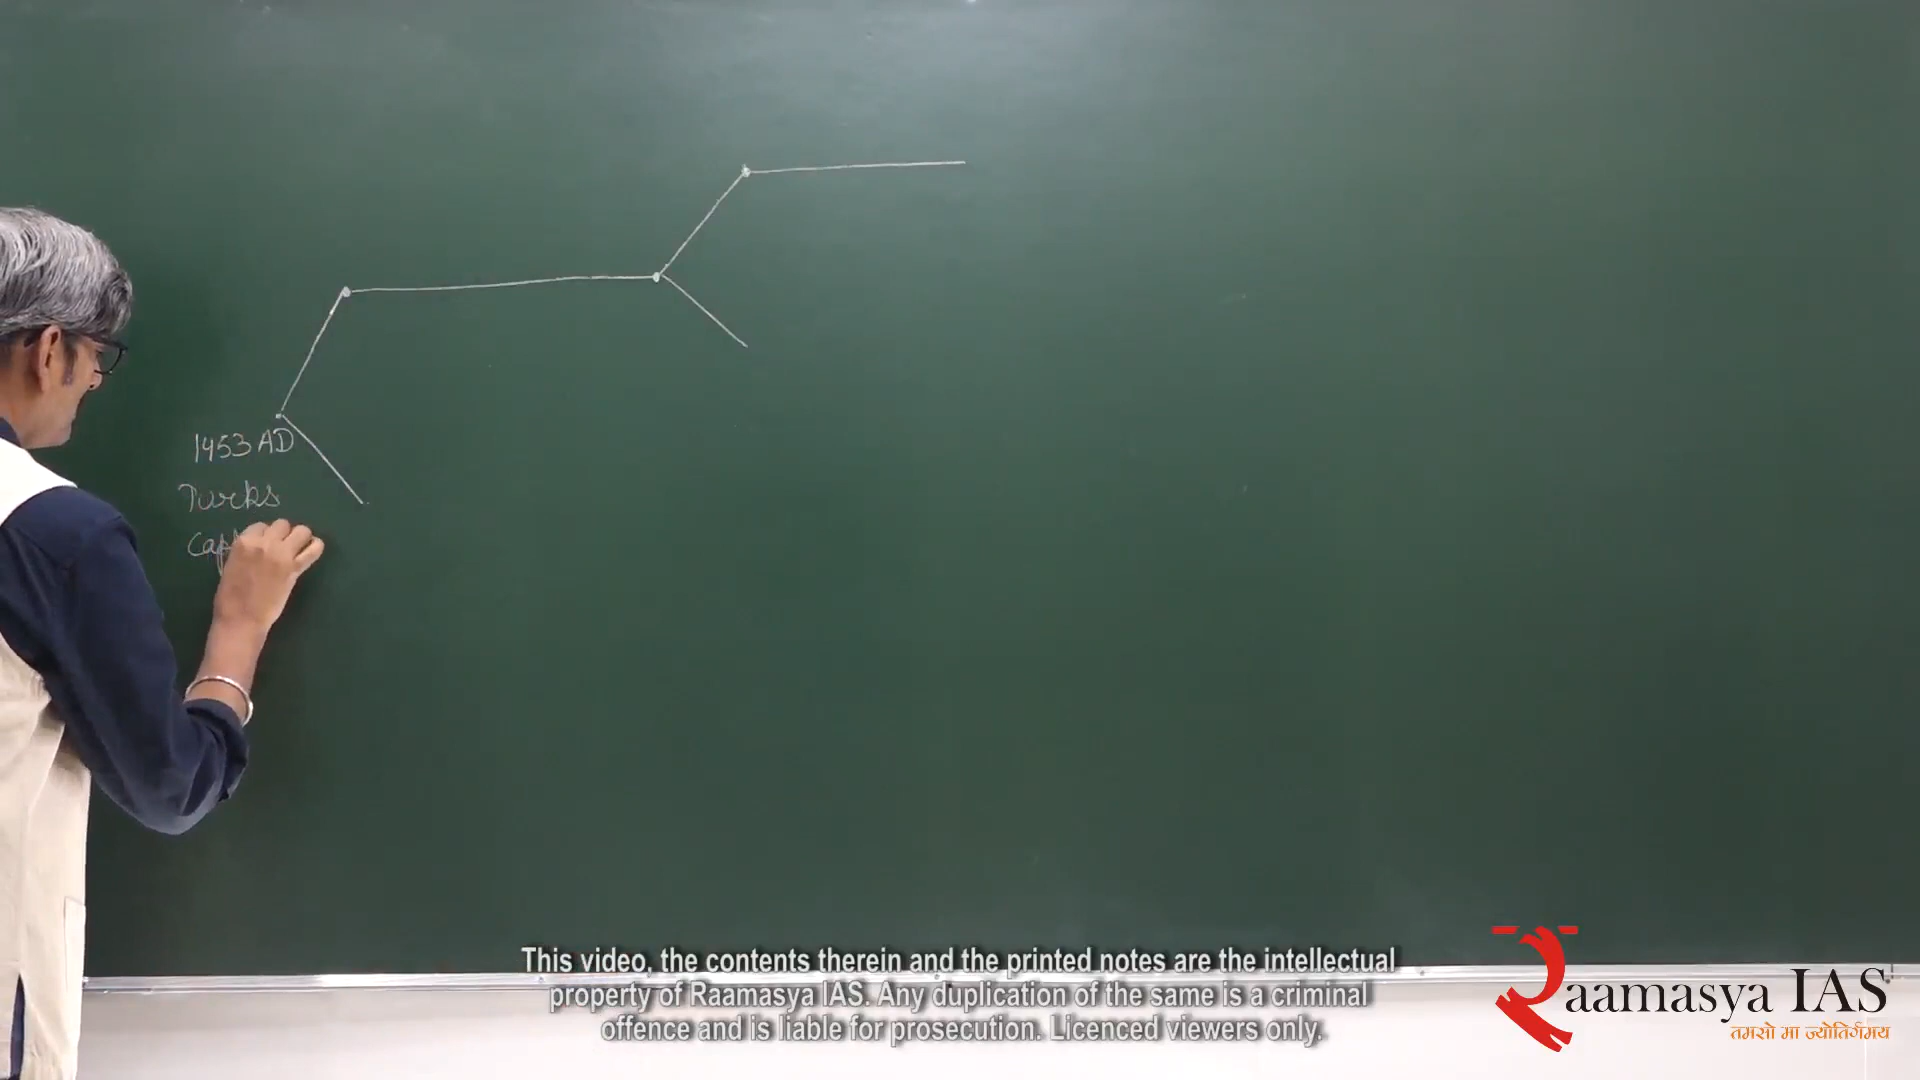 1453 AD
Turks
This video, the contents therein and the printed notes are the intellectual
property of Raamasya IAS. Any duplication of the same is a criminal
offence and is liable for prosecution. Licenced viewers only.
Raamasya IAS
तमसो मा ज्योतिर्गमय